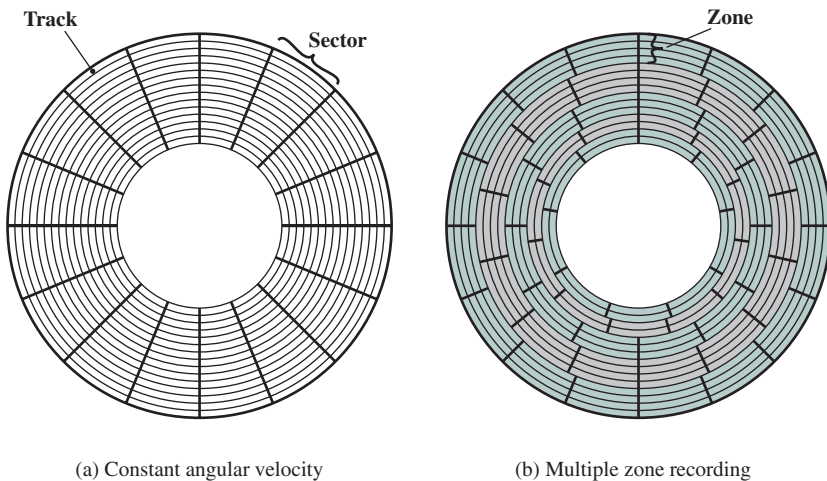 Track
Sector
Zone
(a) Constant angular velocity
(b) Multiple zone recording